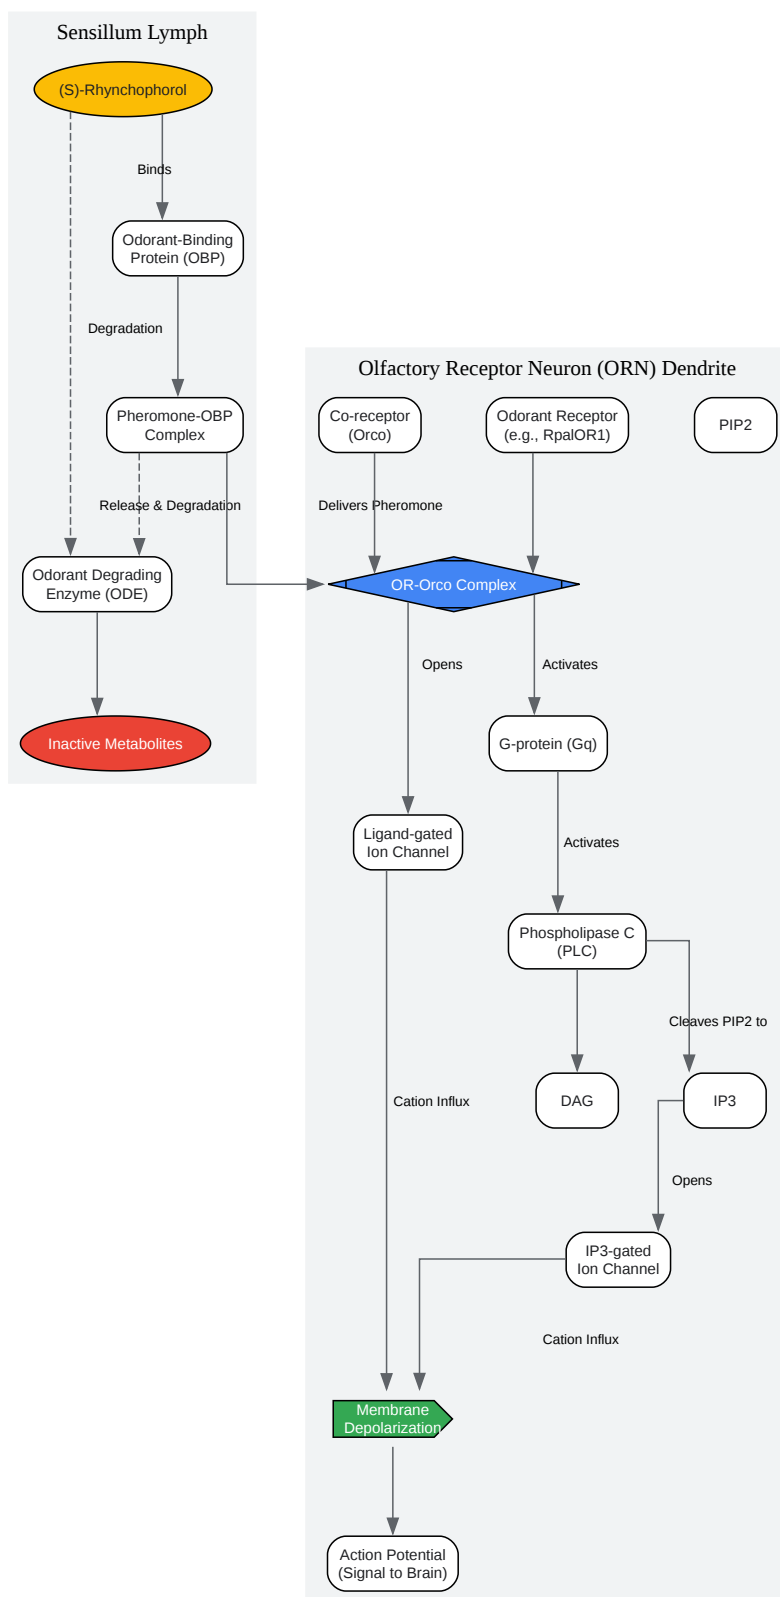 Sensillum Lymph
(S)-Rhynchophorol
Binds
Odorant-Binding
Protein (OBP)
Degradation
Pheromone-OBP
Complex
Release & Degradation
Odorant Degrading
Enzyme (ODE)
Inactive Metabolites
Olfactory Receptor Neuron (ORN) Dendrite
Co-receptor
(Orco)
Odorant Receptor
(e.g., RpalOR1)
PIP2
Delivers Pheromone
OR-Orco Complex
Opens
Activates
G-protein (Gq)
Ligand-gated
Ion Channel
Activates
Phospholipase C
(PLC)
Cleaves PIP2 to
DAG
IP3
Cation Influx
Opens
IP3-gated
Ion Channel
Cation Influx
Membrane
Depolarization
Action Potential
(Signal to Brain)